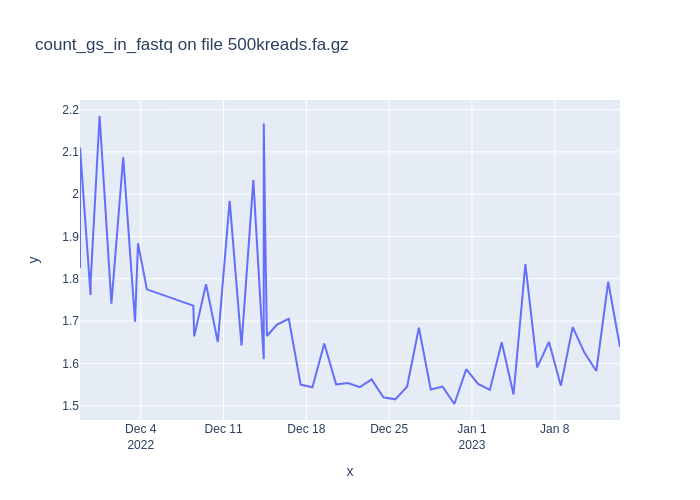 count_gs_in_fastq on file 500kreads.fa.gz
2.2
2.1
2
1.9
1.8
1.7
1.6
1.5
y
Dec 4
2022
Dec 11
Dec 18
Dec 25
Jan 1
2023
Jan 8
x